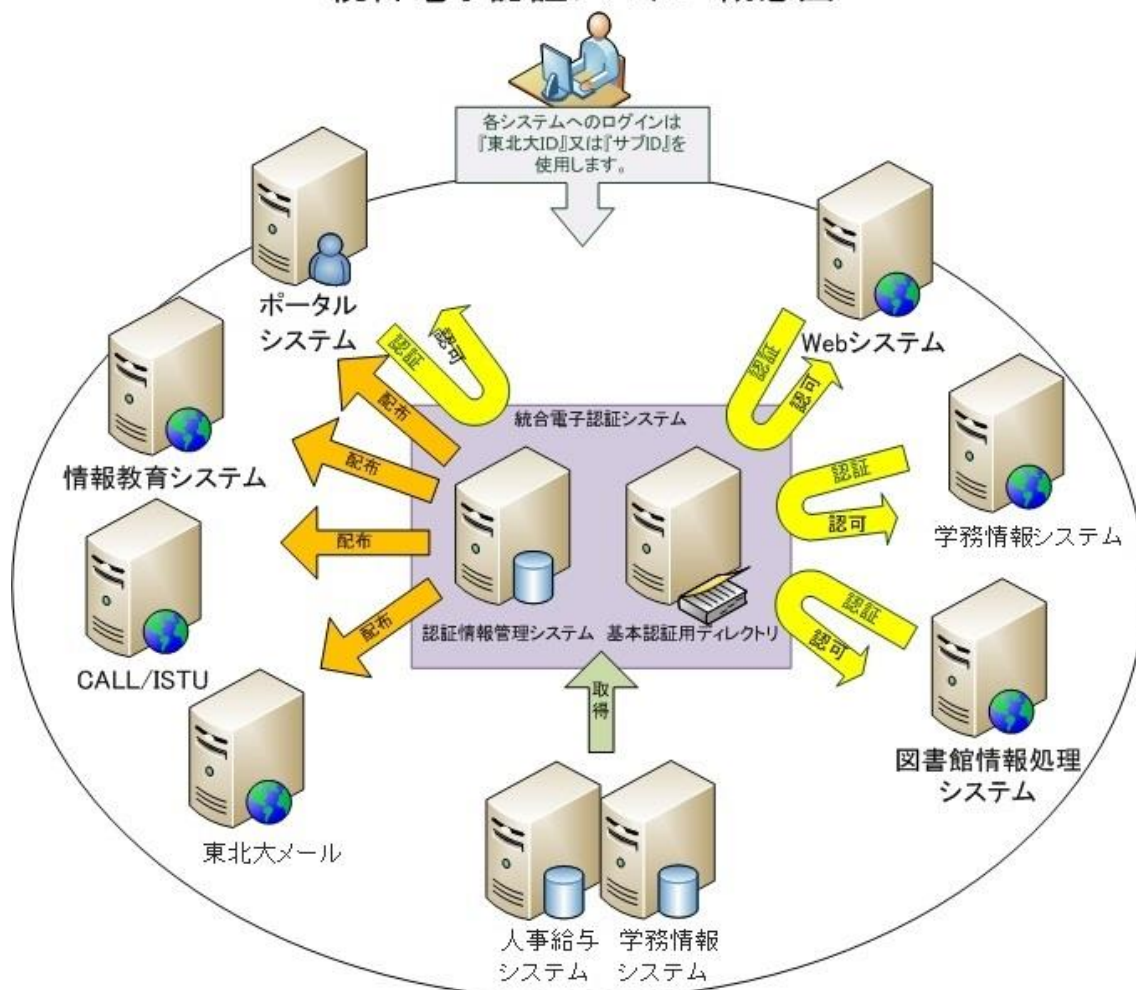 各システムへのログインは
『東北大ID』又は『サブID』を
使用します。
ポータル
システム
Webシステム
認証
認可
認証
認可
配布
統合電子認証システム
情報教育システム
配布
認証
認可
学務情報システム
配布
CALL/ISTU
配布
認証情報管理システム
基本認証用ディレクトリ
認証
認可
取得
図書館情報処理
システム
東北大メール
人事給与
システム
学務情報
システム